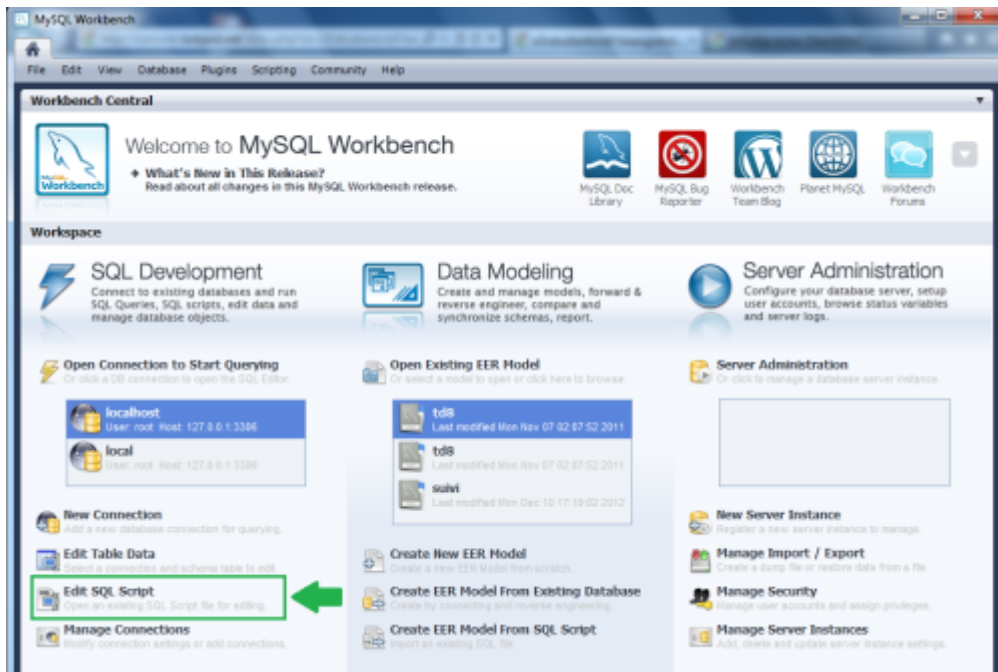 MySQL Workbench
File Edit View Database Plugins Scripting Community Help
Workbench Central
Welcome to MySQL Workbench
What's New in This Release?
Read about all changes in this MySQL Workbench release.
MySQL
Workbench
MySQL Doc
Library
MySQL Bug
Reporter
Workbench
Team Blog
Planet MySQL
Workbench
Forums
Workspace
SQL Development
Connect to existing databases and run
SQL Queries, SQL scripts, edit data and
manage database objects.
Open Connection to Start Querying
Or click a DB connection to open the SQL Editor.
localhost
User: root Host: 127.0.0.1:3306
local
User: root Host: 127.0.0.1:3306
New Connection
Add a new database connection for querying.
Edit Table Data
Select a connection and schema table to edit.
Edit SQL Script
Open an existing SQL Script file for editing.
Manage Connections
Modify connection settings or add connections.
Data Modeling
Create and manage models, forward &
reverse engineer, compare and
synchronize schemas, report.
Open Existing EER Model
Or select a model to open or click here to browse.
td8
Last modified Mon Nov 07 02:07:52 2011
td8
Last modified Mon Nov 07 02:07:52 2011
suivi
Last modified Mon Dec 10 17:19:02 2012
Create New EER Model
Create a new EER Model from scratch.
Create EER Model From Existing Database
Create by connecting and reverse engineering.
Create EER Model From SQL Script
Import an existing SQL file.
Server Administration
Configure your database server, setup
user accounts, browse status variables
and server logs.
Server Administration
Or click to manage a database server instance.
New Server Instance
Register a new server instance to manage.
Manage Import / Export
Create a dump file or restore data from a file.
Manage Security
Manage user accounts and assign privileges.
Manage Server Instances
Add, delete and update server instance settings.